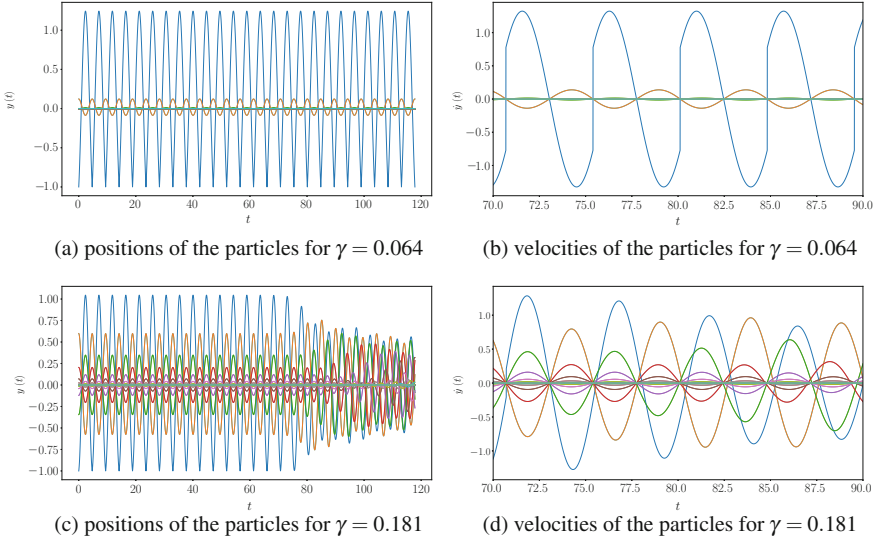 1.0
0.5
0.0
−0.5
−1.0
y (t)
0 20 40 60 80 100 120
t
(a) positions of the particles for γ = 0.064
1.0
0.5
0.0
−0.5
−1.0
ẏ (t)
70.0 72.5 75.0 77.5 80.0 82.5 85.0 87.5 90.0
t
(b) velocities of the particles for γ = 0.064
1.00
0.75
0.50
0.25
0.00
−0.25
−0.50
−0.75
−1.00
y (t)
0 20 40 60 80 100 120
t
(c) positions of the particles for γ = 0.181
1.0
0.5
0.0
−0.5
−1.0
ẏ (t)
70.0 72.5 75.0 77.5 80.0 82.5 85.0 87.5 90.0
t
(d) velocities of the particles for γ = 0.181